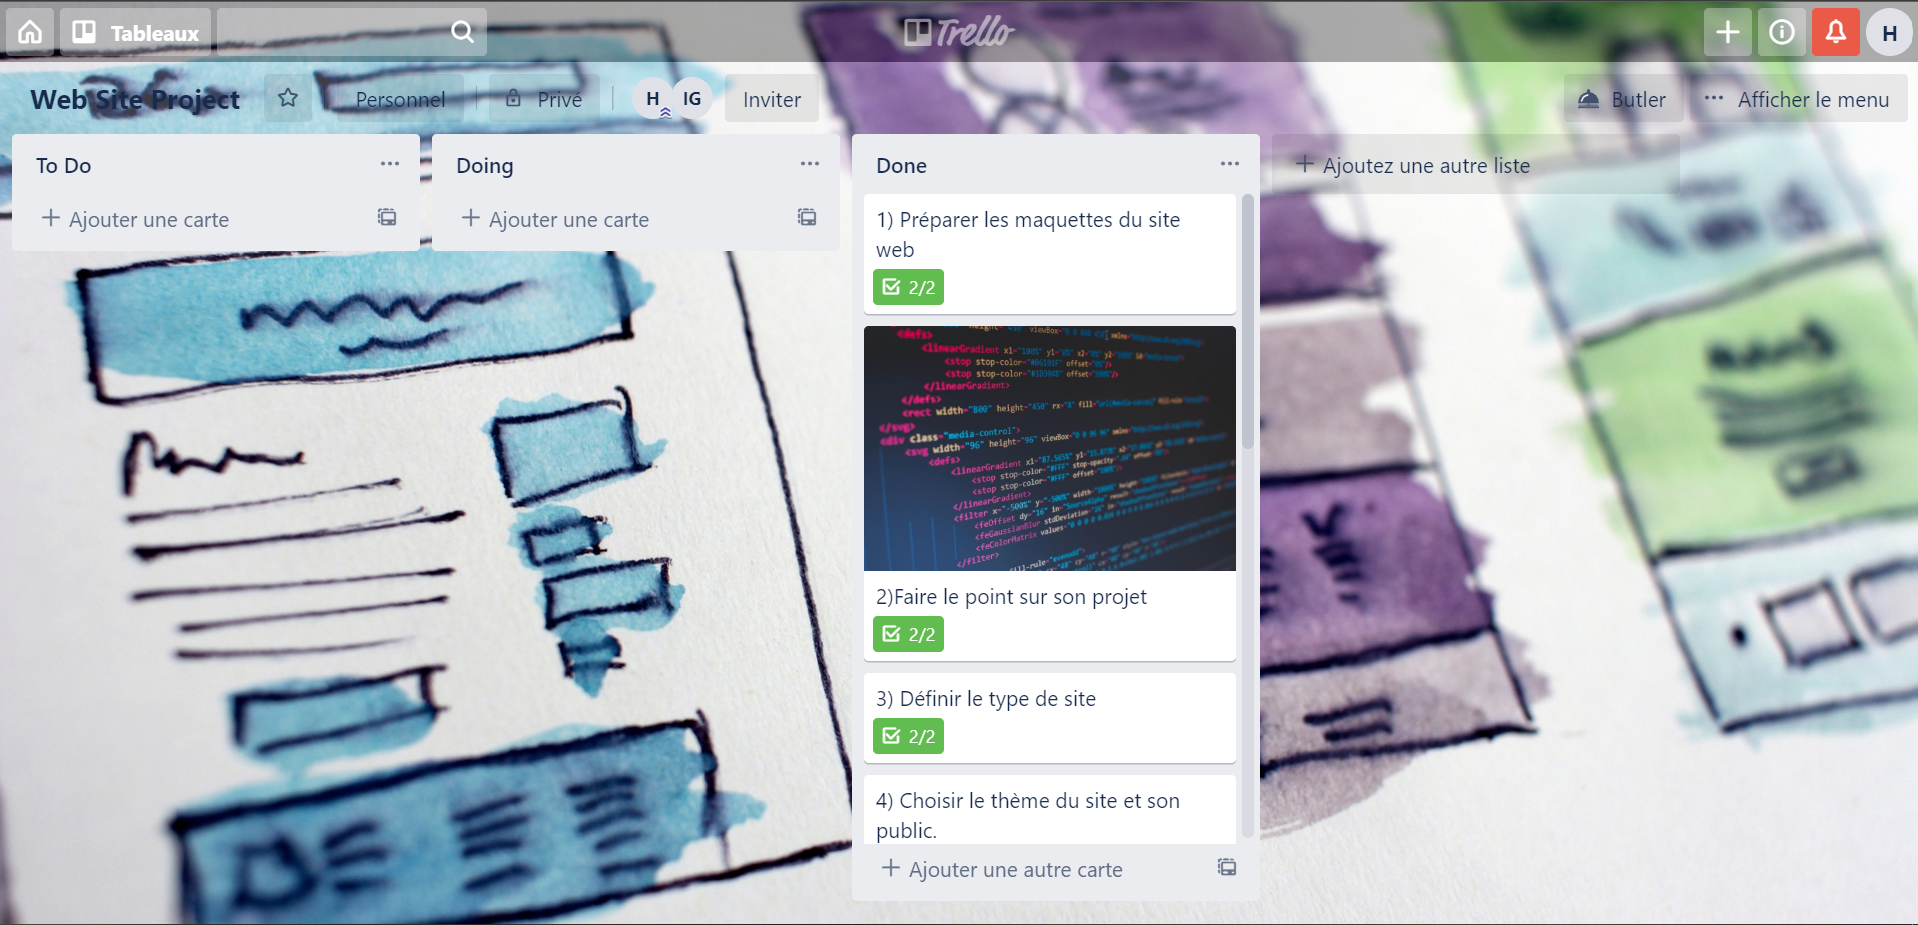 Tableaux
Trello
H
Web Site Project
Personnel
Privé
H
IG
Inviter
Butler
Afficher le menu
To Do
Ajouter une carte
Doing
Ajouter une carte
Done
1) Préparer les maquettes du site
web
2/2
2)Faire le point sur son projet
2/2
3) Définir le type de site
2/2
4) Choisir le thème du site et son
public.
Ajouter une autre carte
Ajoutez une autre liste